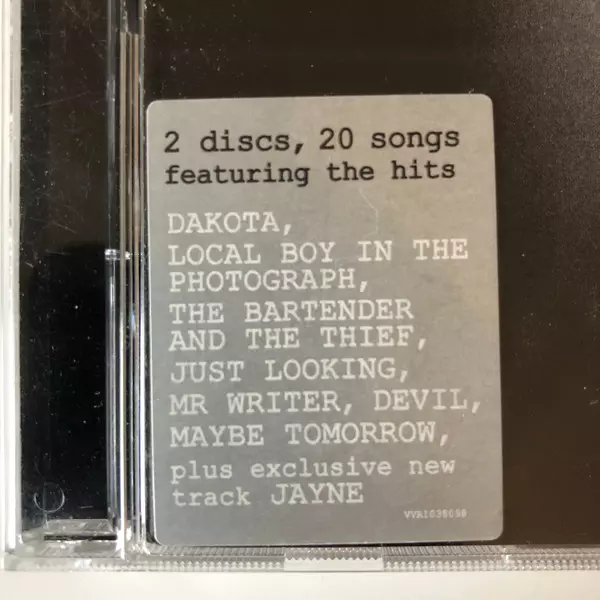 2 discs, 20 songs
featuring the hits
DAKOTA,
LOCAL BOY IN THE
PHOTOGRAPH,
THE BARTENDER
AND THE THIEF,
JUST LOOKING,
MR WRITER, DEVIL,
MAYBE TOMORROW,
plus exclusive new
track JAYNE